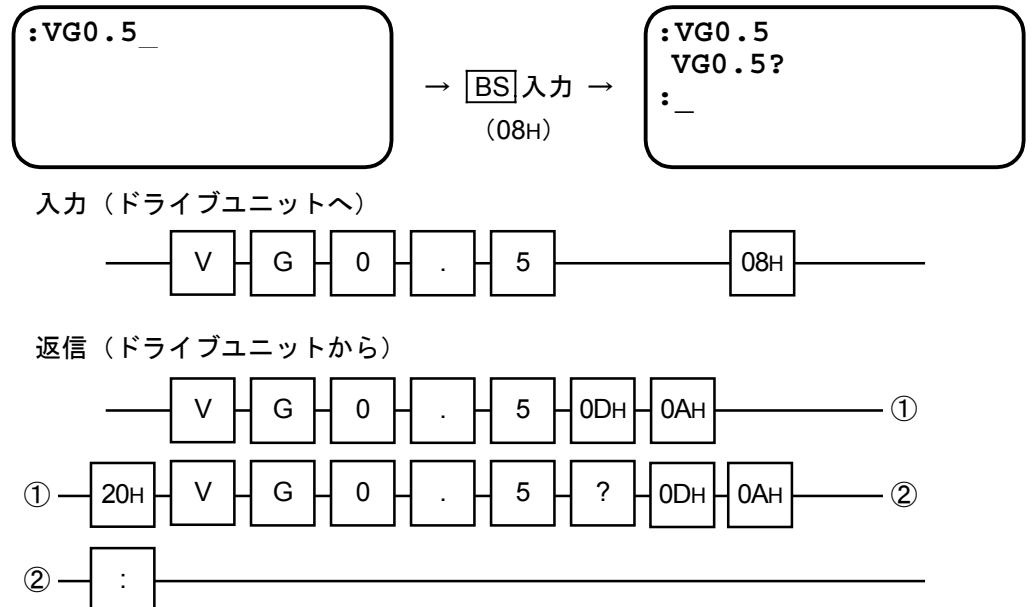 :VG0.5_
→ BS 入力 →
（08H）
:VG0.5
VG0.5?
:_
入力（ドライブユニットへ）
V G 0 . 5 08H
返信（ドライブユニットから）
V G 0 . 5 0DH 0AH ①
① 20H V G 0 . 5 ? 0DH 0AH ②
② :